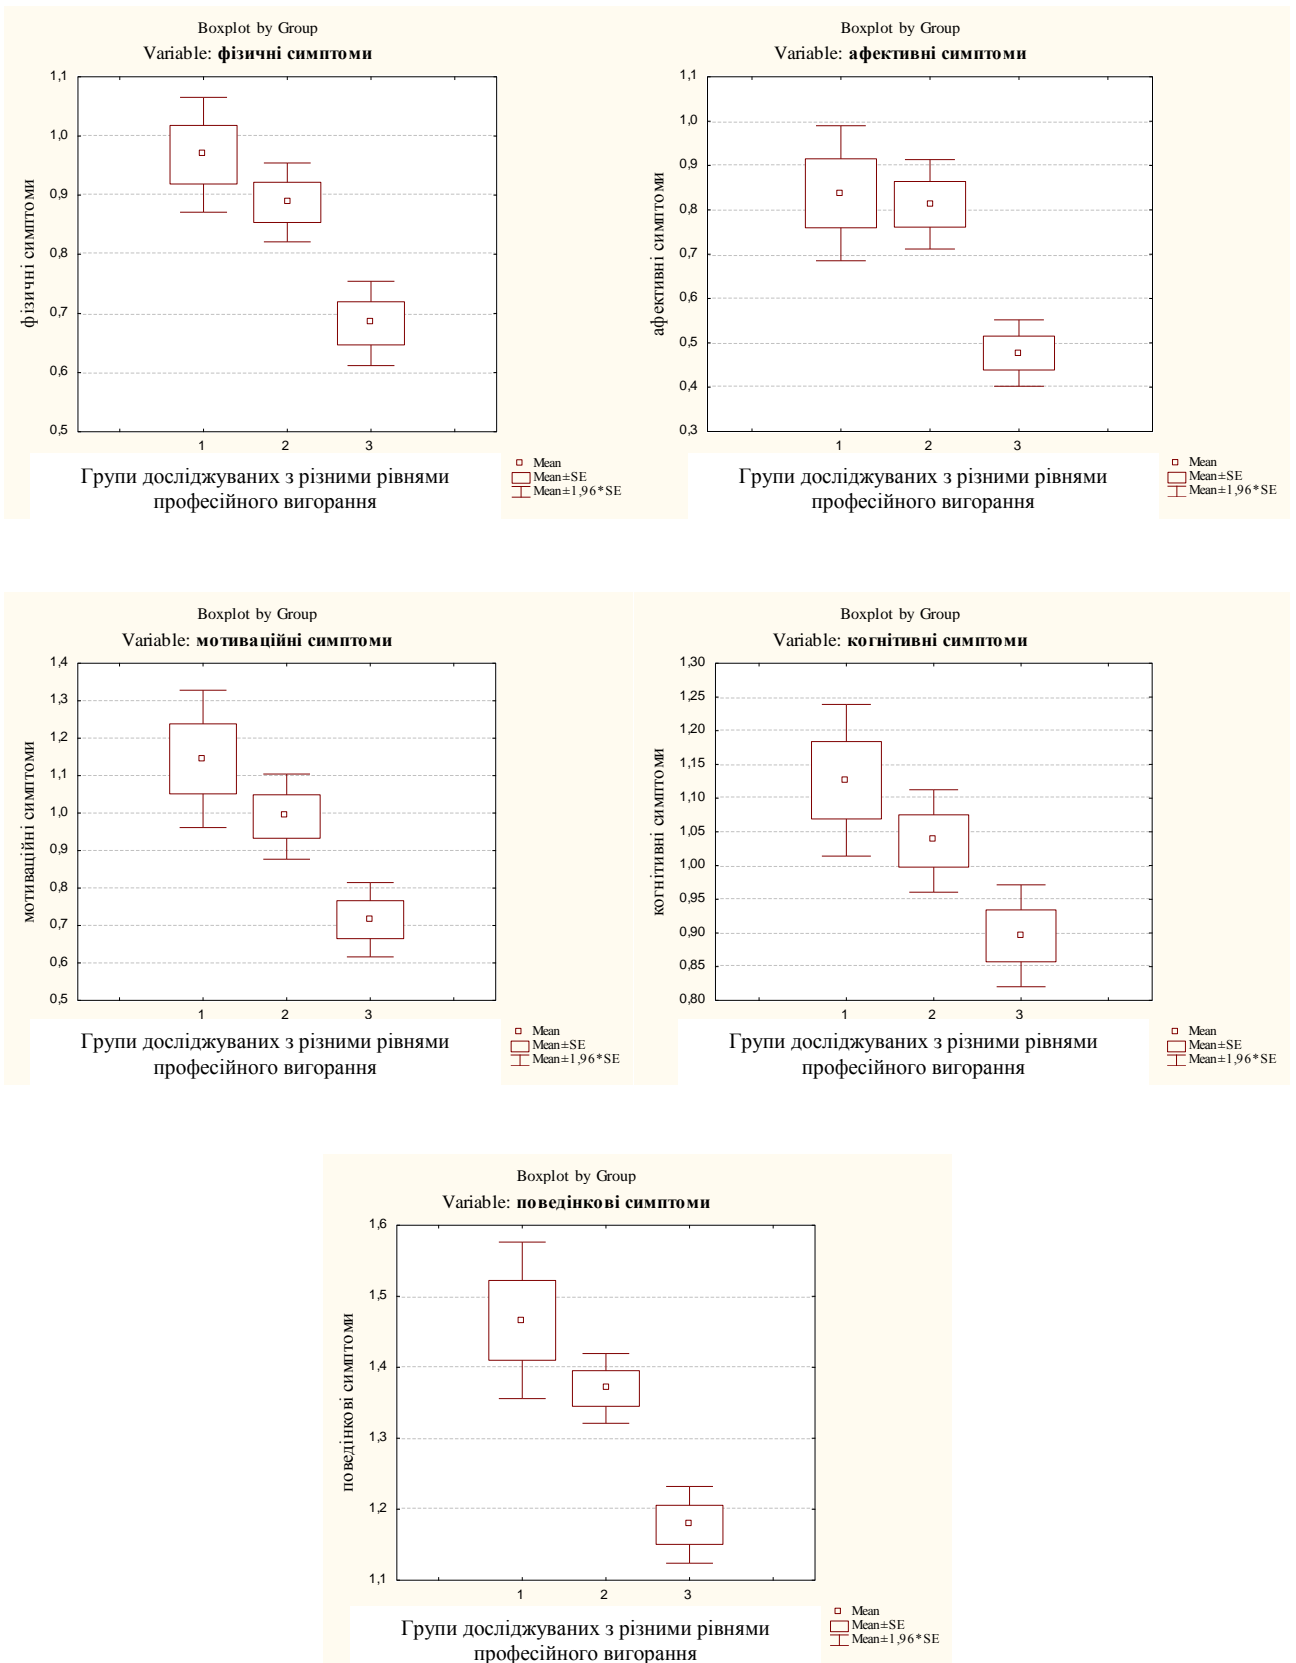 Boxplot by Group
Variable: фізичні симптоми
1,1
1,0
0,9
0,8
0,7
0,6
0,5
фізичні симптоми
1 2 3
Групи досліджуваних з різними рівнями
професійного вигорання
Mean
Mean±SE
Mean±1,96*SE
Boxplot by Group
Variable: афективні симптоми
1,1
1,0
0,9
0,8
0,7
0,6
0,5
0,4
0,3
афективні симптоми
1 2 3
Групи досліджуваних з різними рівнями
професійного вигорання
Mean
Mean±SE
Mean±1,96*SE
Boxplot by Group
Variable: мотиваційні симптоми
1,4
1,3
1,2
1,1
1,0
0,9
0,8
0,7
0,6
0,5
мотиваційні симптоми
1 2 3
Групи досліджуваних з різними рівнями
професійного вигорання
Mean
Mean±SE
Mean±1,96*SE
Boxplot by Group
Variable: когнітивні симптоми
1,30
1,25
1,20
1,15
1,10
1,05
1,00
0,95
0,90
0,85
0,80
когнітивні симптоми
1 2 3
Групи досліджуваних з різними рівнями
професійного вигорання
Mean
Mean±SE
Mean±1,96*SE
Boxplot by Group
Variable: поведінкові симптоми
1,6
1,5
1,4
1,3
1,2
1,1
поведінкові симптоми
1 2 3
Групи досліджуваних з різними рівнями
професійного вигорання
Mean
Mean±SE
Mean±1,96*SE